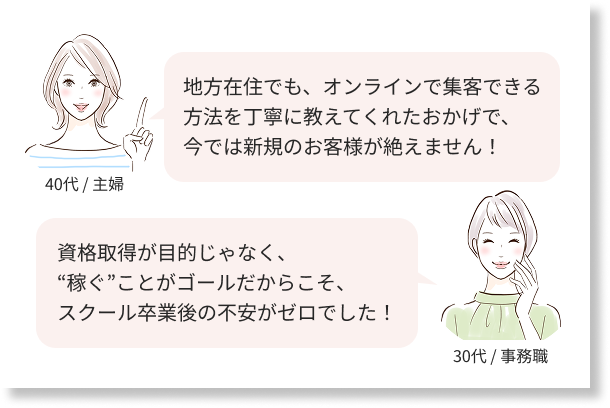 地方在住でも、オンラインで集客できる
方法を丁寧に教えてくれたおかげで、
今では新規のお客様が絶えません！
40代 / 主婦
資格取得が目的じゃなく、
“稼ぐ”ことがゴールだからこそ、
スクール卒業後の不安がゼロでした！
30代 / 事務職